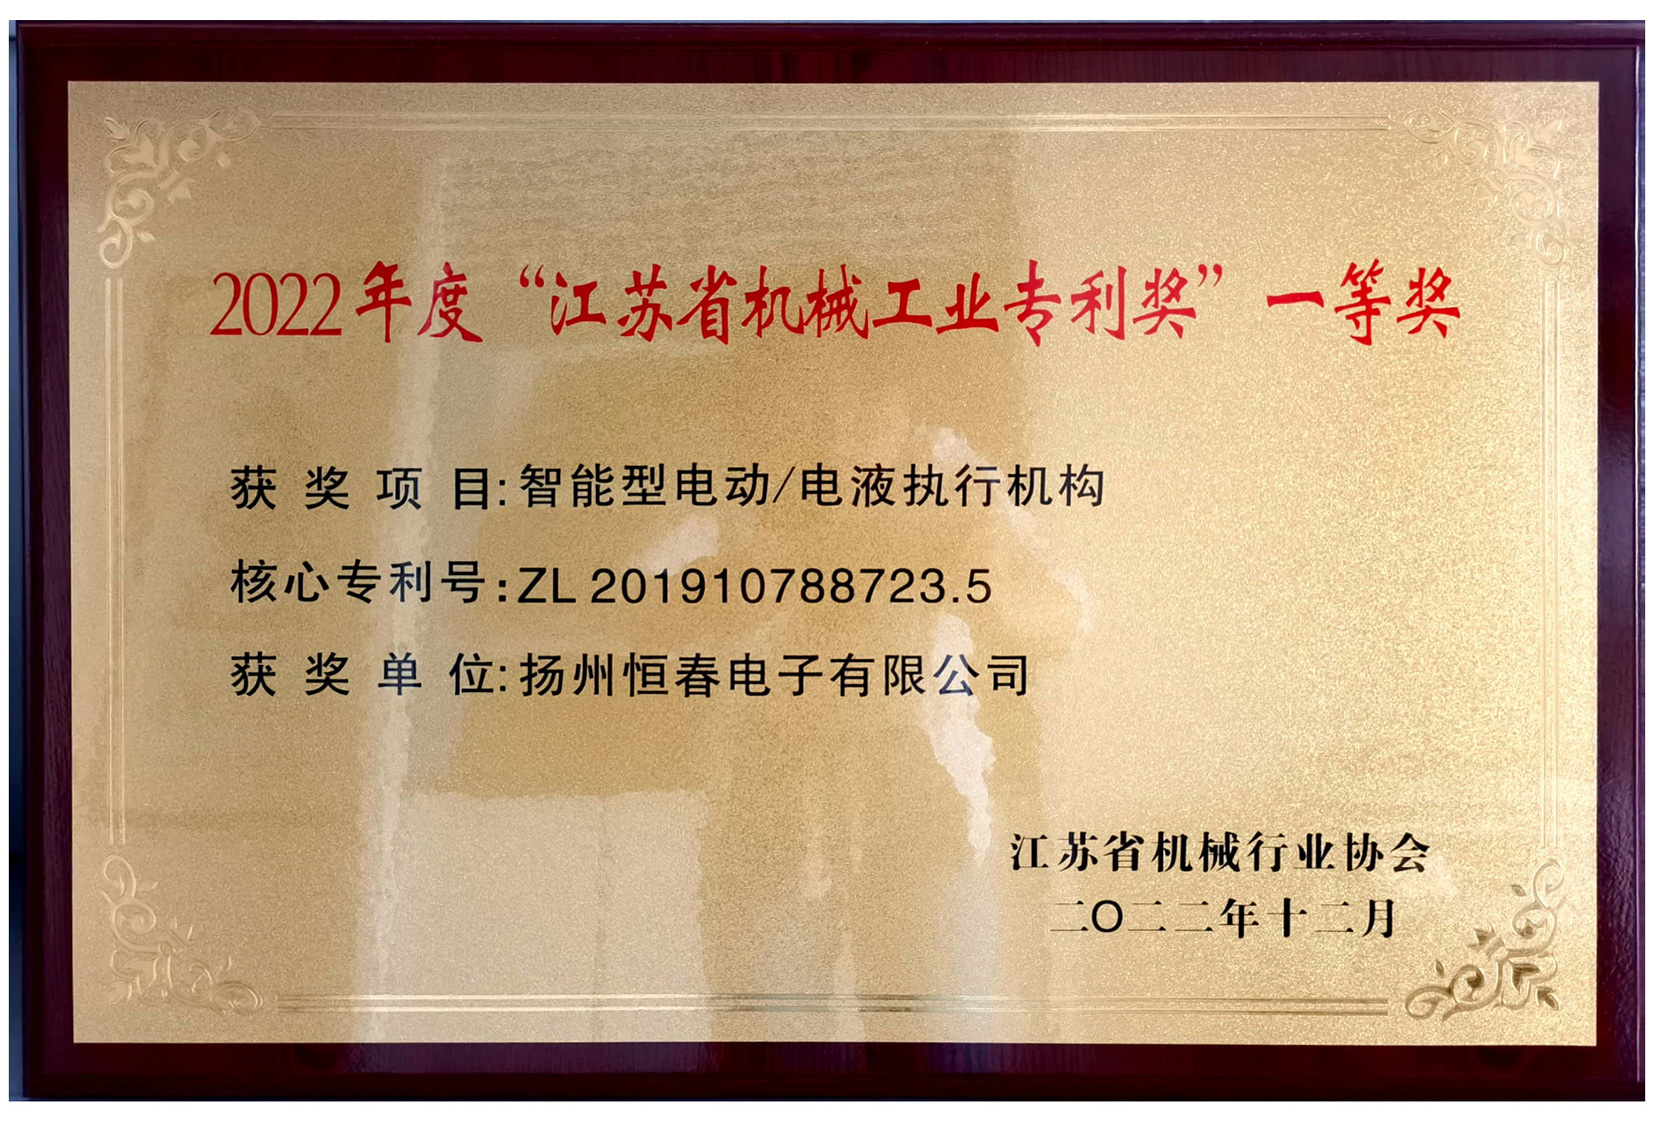 2022年度“江苏省机械工业专利奖”一等奖
获奖项目:智能型电动/电液执行机构
核心专利号:ZL 201910788723.5
获奖单位:扬州恒春电子有限公司
江苏省机械行业协会
二〇二二年十二月